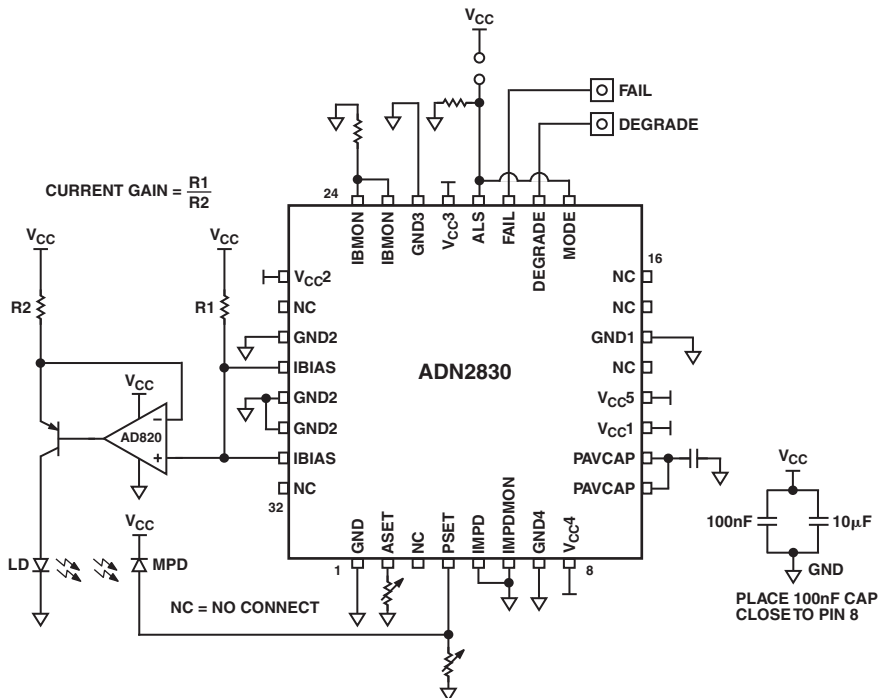 VCC
FAIL
DEGRADE
CURRENT GAIN = R1
R2
24
IBMON
IBMON
GND3
VCC3
ALS
FAIL
DEGRADE
MODE
VCC
VCC
R2
R1
VCC2
NC
GND2
IBIAS
GND2
GND2
IBIAS
NC
32
ADN2830
16
NC
NC
GND1
NC
VCC5
VCC1
PAVCAP
PAVCAP
VCC
–
AD820
+
VCC
LD
MPD
GND
ASET
NC
PSET
IMPD
IMPDMON
GND4
VCC4
1
8
NC = NO CONNECT
VCC
100nF
10µF
GND
PLACE 100nF CAP
CLOSE TO PIN 8